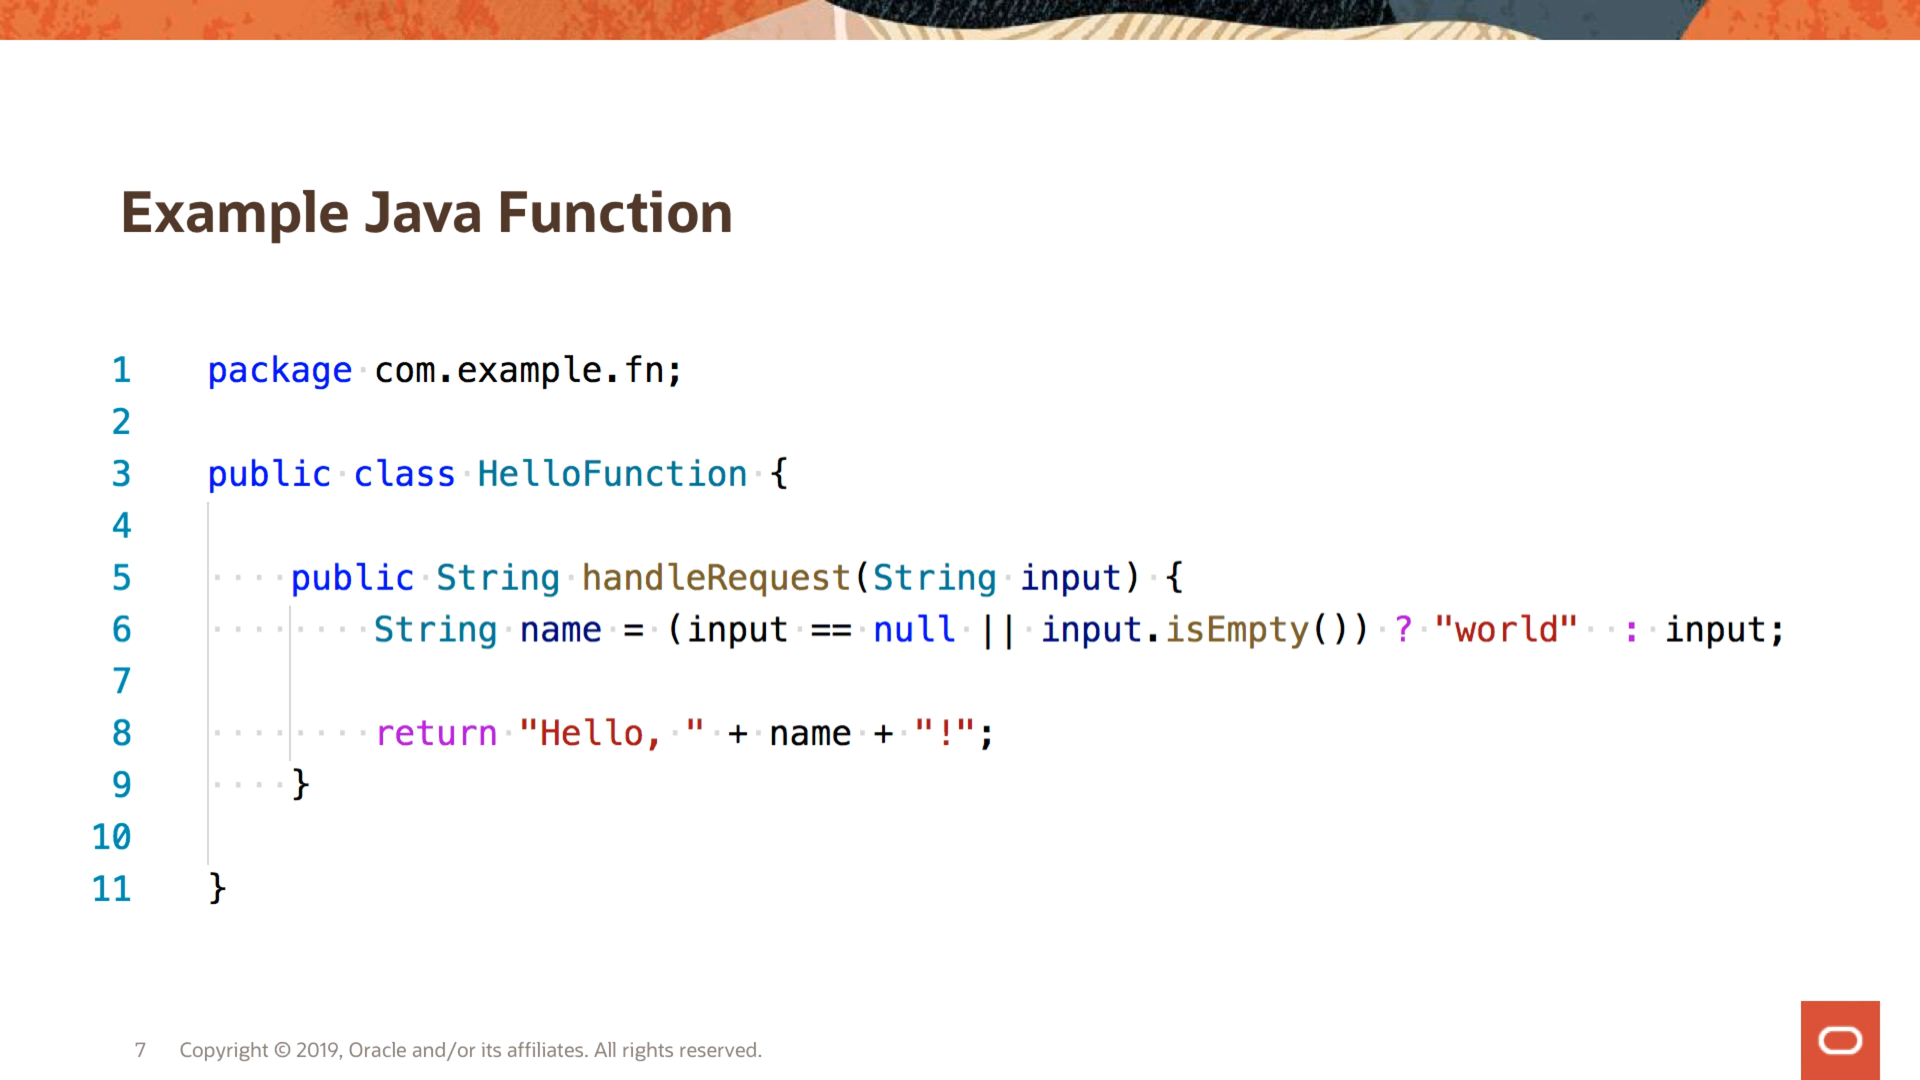 Example Java Function
1 package com.example.fn;
2
3 public class HelloFunction {
4
5     public String handleRequest(String input) {
6         String name = (input == null || input.isEmpty()) ? "world"  : input;
7
8         return "Hello, " + name + "!";
9     }
10
11 }
7 Copyright © 2019, Oracle and/or its affiliates. All rights reserved.